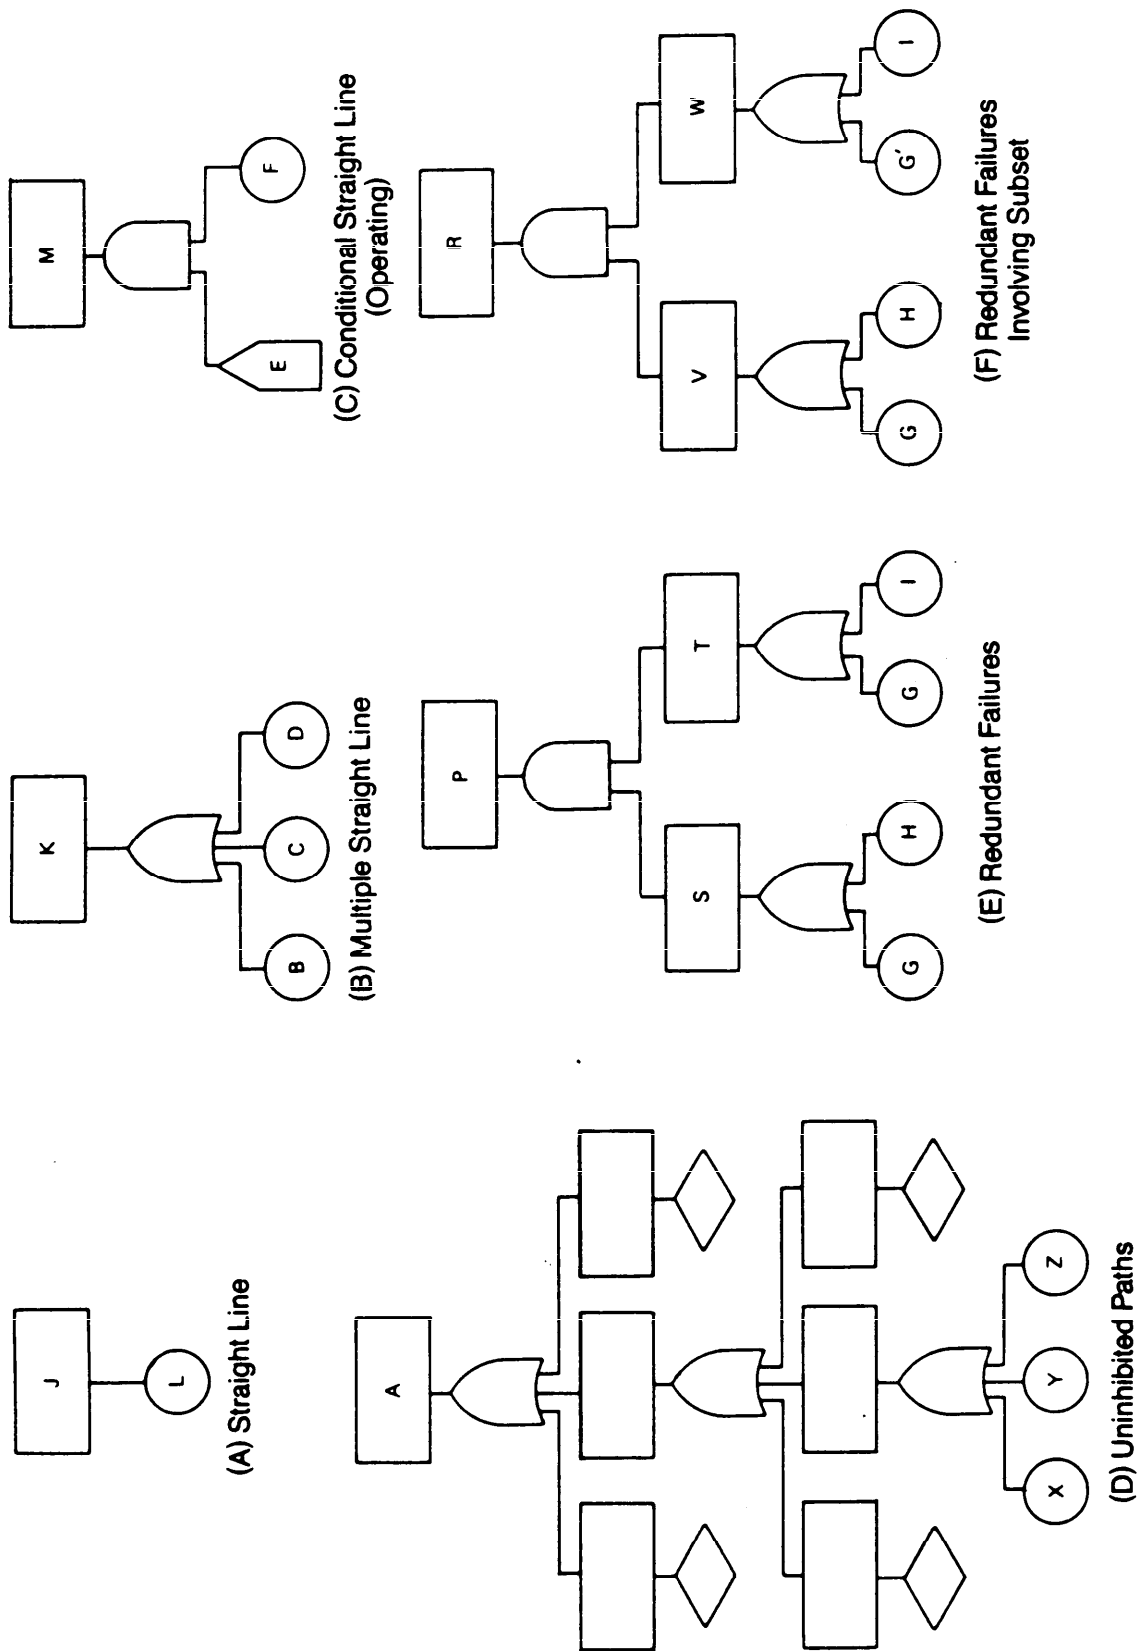 J
L
(A) Straight Line
K
B C D
(B) Multiple Straight Line
M
E F
(C) Conditional Straight Line
(Operating)
A
X Y Z
(D) Uninhibited Paths
P
S T
G H G I
(E) Redundant Failures
R
V W
G H G' I
(F) Redundant Failures
Involving Subset